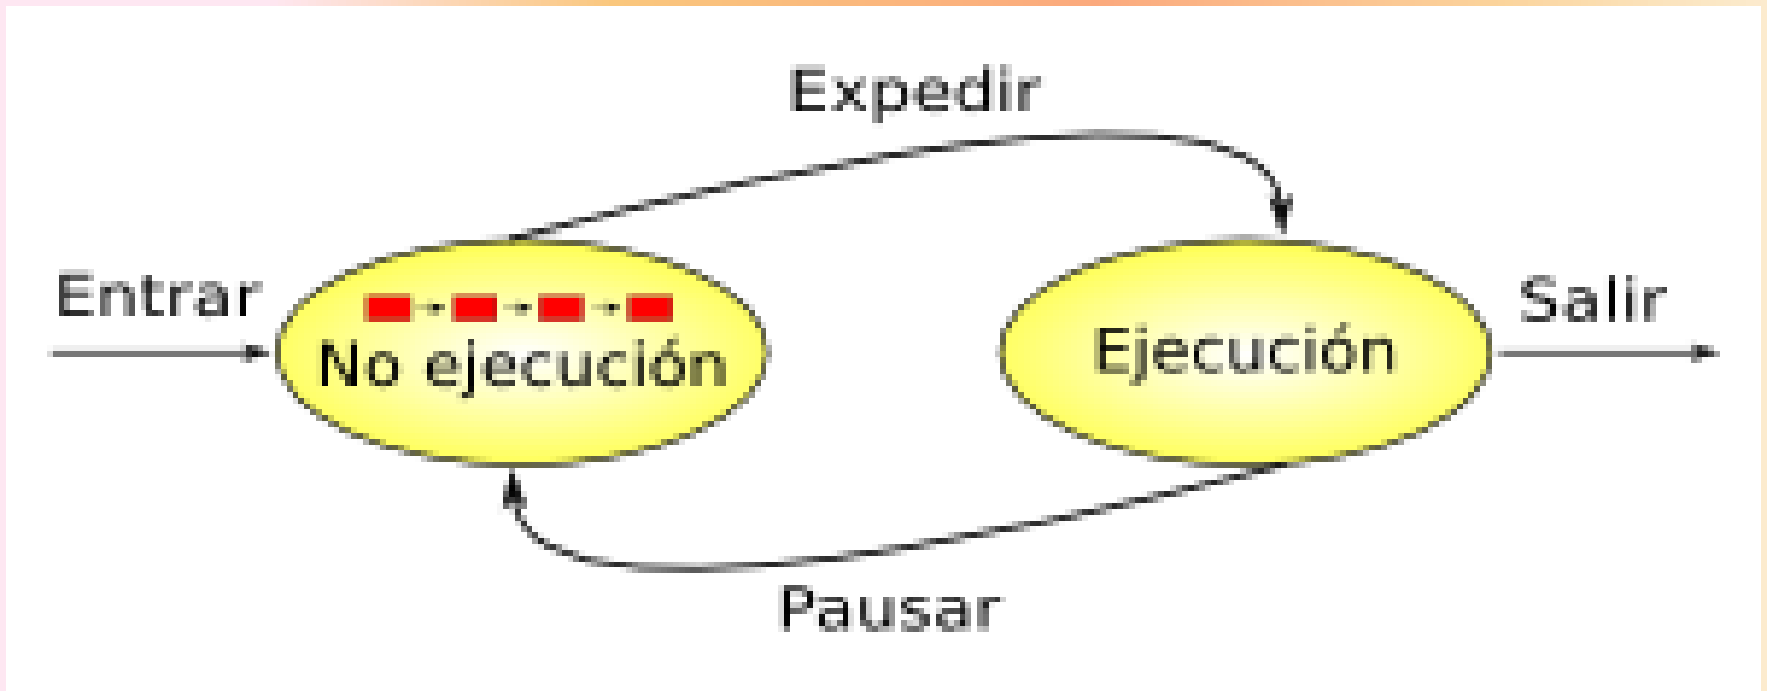 Expedir
Entrar
No ejecución
Ejecución
Salir
Pausar